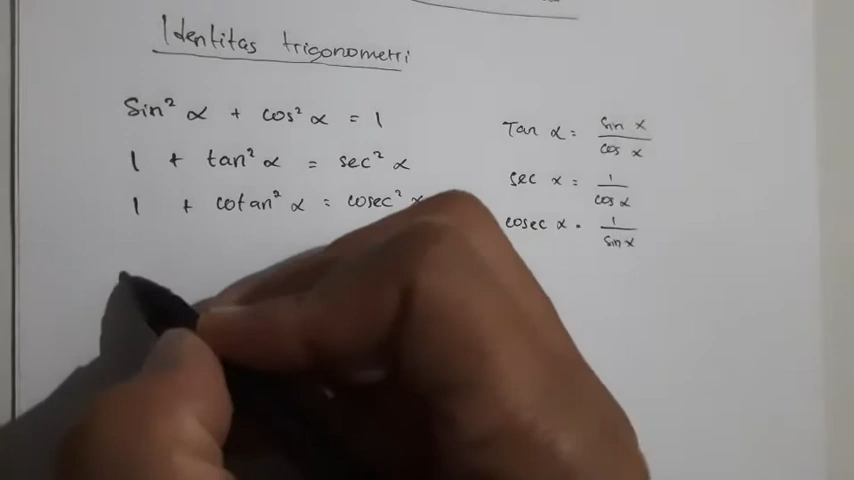 Identitas trigonometri
Sin² α + cos² α = 1
1 + tan² α = sec² α
1 + cotan² α = cosec² α
Tan α = sin α / cos α
sec α = 1 / cos α
cosec α = 1 / sin α